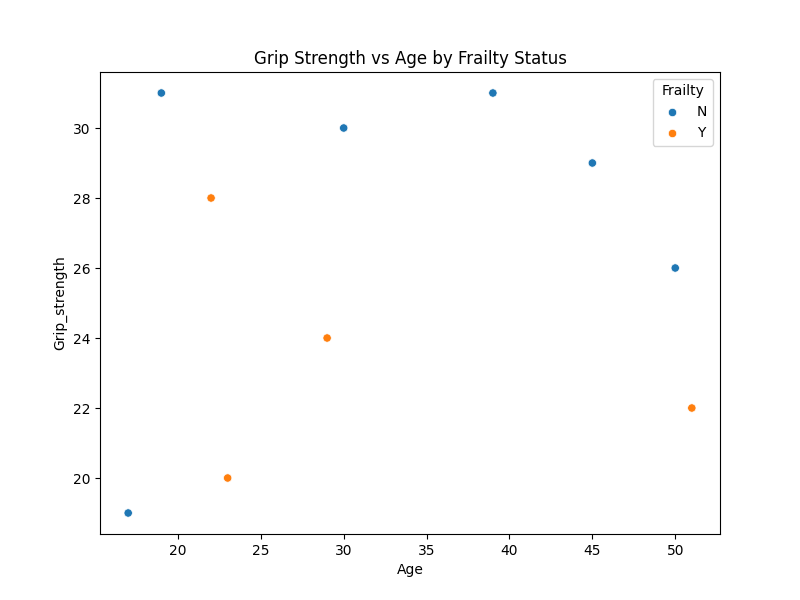 Grip Strength vs Age by Frailty Status
Frailty
N
Y
30
28
26
24
22
20
Grip_strength
20 25 30 35 40 45 50
Age